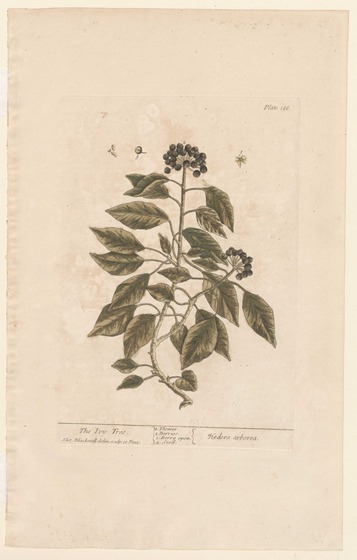 Plate 188.
The Ivy Tree.
Eliz. Blackwell delin. sculp. et Pinx.
1. Flower
2. Berries
3. Berry open
4. Seed.
Hedera arborea.